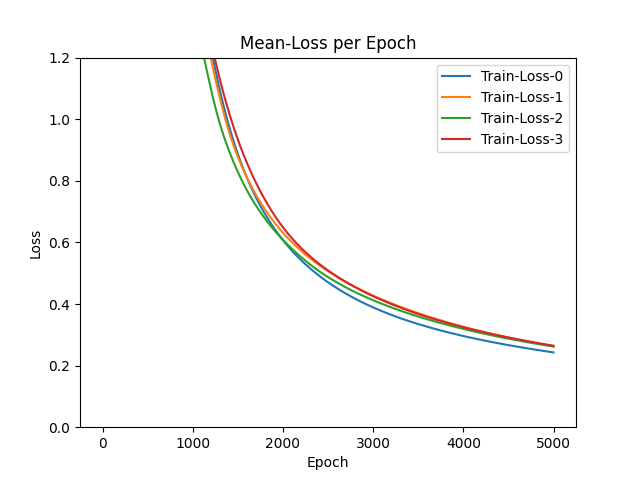 Mean-Loss per Epoch
1.2
1.0
0.8
0.6
0.4
0.2
0.0
Loss
Train-Loss-0
Train-Loss-1
Train-Loss-2
Train-Loss-3
0 1000 2000 3000 4000 5000
Epoch